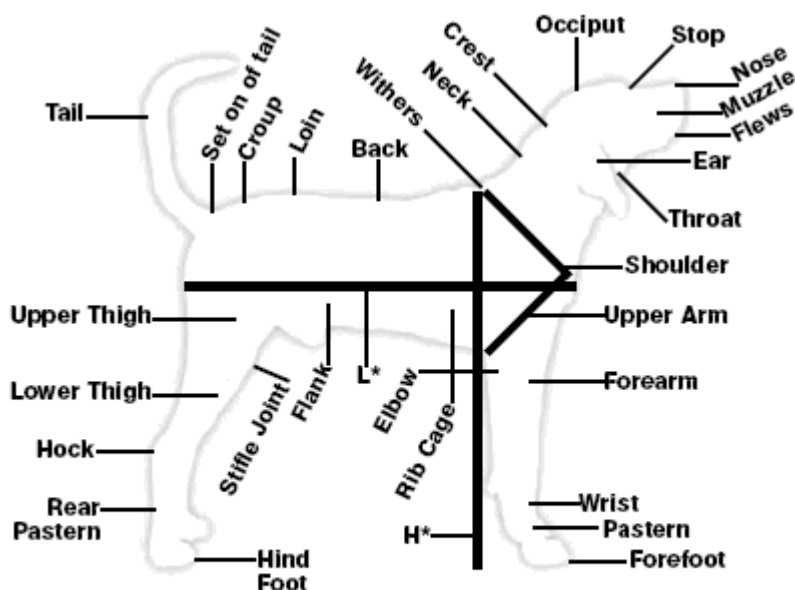 Occiput
Stop
Crest
Nose
Neck
Muzzle
Withers
Flews
Tail
Set on of tail
Croup
Loin
Back
Ear
Throat
Shoulder
Upper Thigh
Upper Arm
L*
Flank
Elbow
Forearm
Lower Thigh
Stifle Joint
Rib Cage
Hock
Rear
Pastern
Wrist
Pastern
H*
Hind
Foot
Forefoot